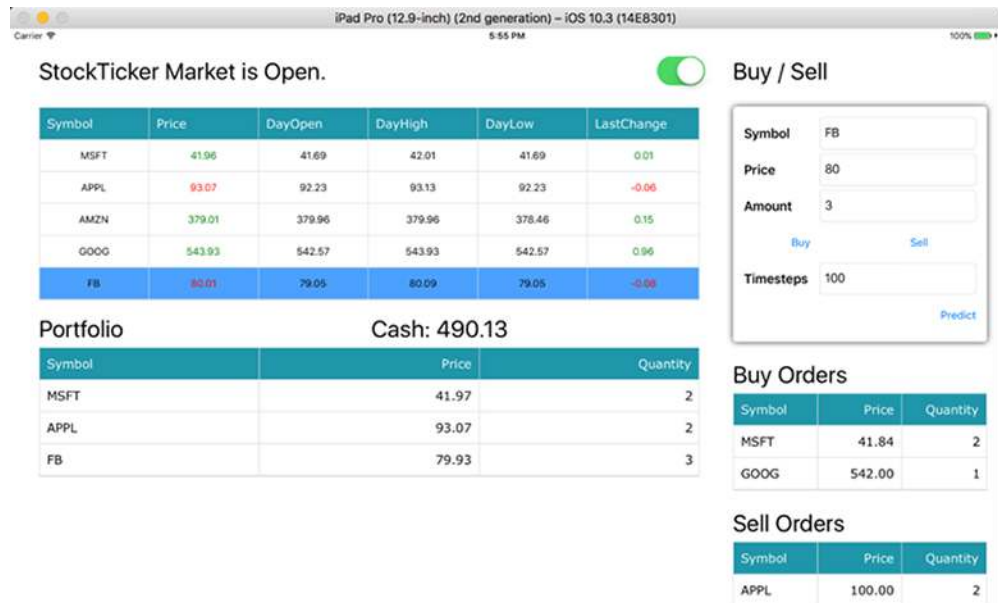 iPad Pro (12.9-inch) (2nd generation) – iOS 10.3 (14E8301)
Carrier 5:55 PM 100%
StockTicker Market is Open.
Symbol Price DayOpen DayHigh DayLow LastChange
MSFT 41.96 41.69 42.01 41.69 0.01
APPL 93.07 92.23 93.13 92.23 -0.06
AMZN 379.01 379.96 379.96 378.46 0.15
GOOG 543.93 542.57 543.93 542.57 0.96
FB 80.01 79.05 80.09 79.05 -0.08
Portfolio Cash: 490.13
Symbol Price Quantity
MSFT 41.97 2
APPL 93.07 2
FB 79.93 3
Buy / Sell
Symbol FB
Price 80
Amount 3
Buy Sell
Timesteps 100
Predict
Buy Orders
Symbol Price Quantity
MSFT 41.84 2
GOOG 542.00 1
Sell Orders
Symbol Price Quantity
APPL 100.00 2